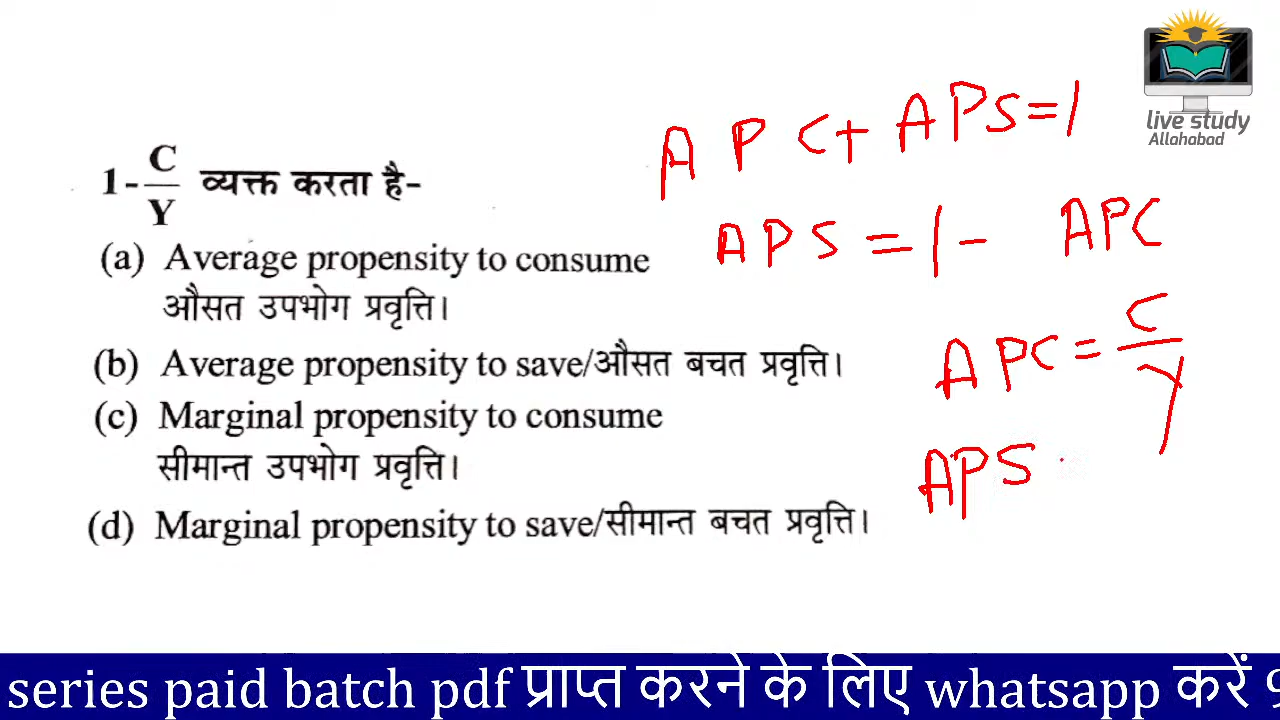 live study
Allahabad
APC + APS = 1
APS = 1 - APC
APC = C/Y
APS
1-C/Y व्यक्त करता है-
(a) Average propensity to consume
औसत उपभोग प्रवृत्ति।
(b) Average propensity to save/औसत बचत प्रवृत्ति।
(c) Marginal propensity to consume
सीमान्त उपभोग प्रवृत्ति।
(d) Marginal propensity to save/सीमान्त बचत प्रवृत्ति।
series paid batch pdf प्राप्त करने के लिए whatsapp करें